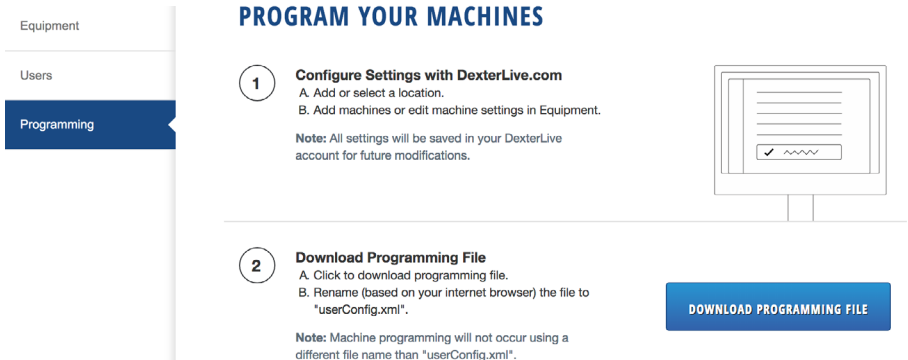 Equipment
Users
Programming
PROGRAM YOUR MACHINES
1
Configure Settings with DexterLive.com
A. Add or select a location.
B. Add machines or edit machine settings in Equipment.
Note: All settings will be saved in your DexterLive
account for future modifications.
2
Download Programming File
A. Click to download programming file.
B. Rename (based on your internet browser) the file to
"userConfig.xml".
Note: Machine programming will not occur using a
different file name than "userConfig.xml".
DOWNLOAD PROGRAMMING FILE